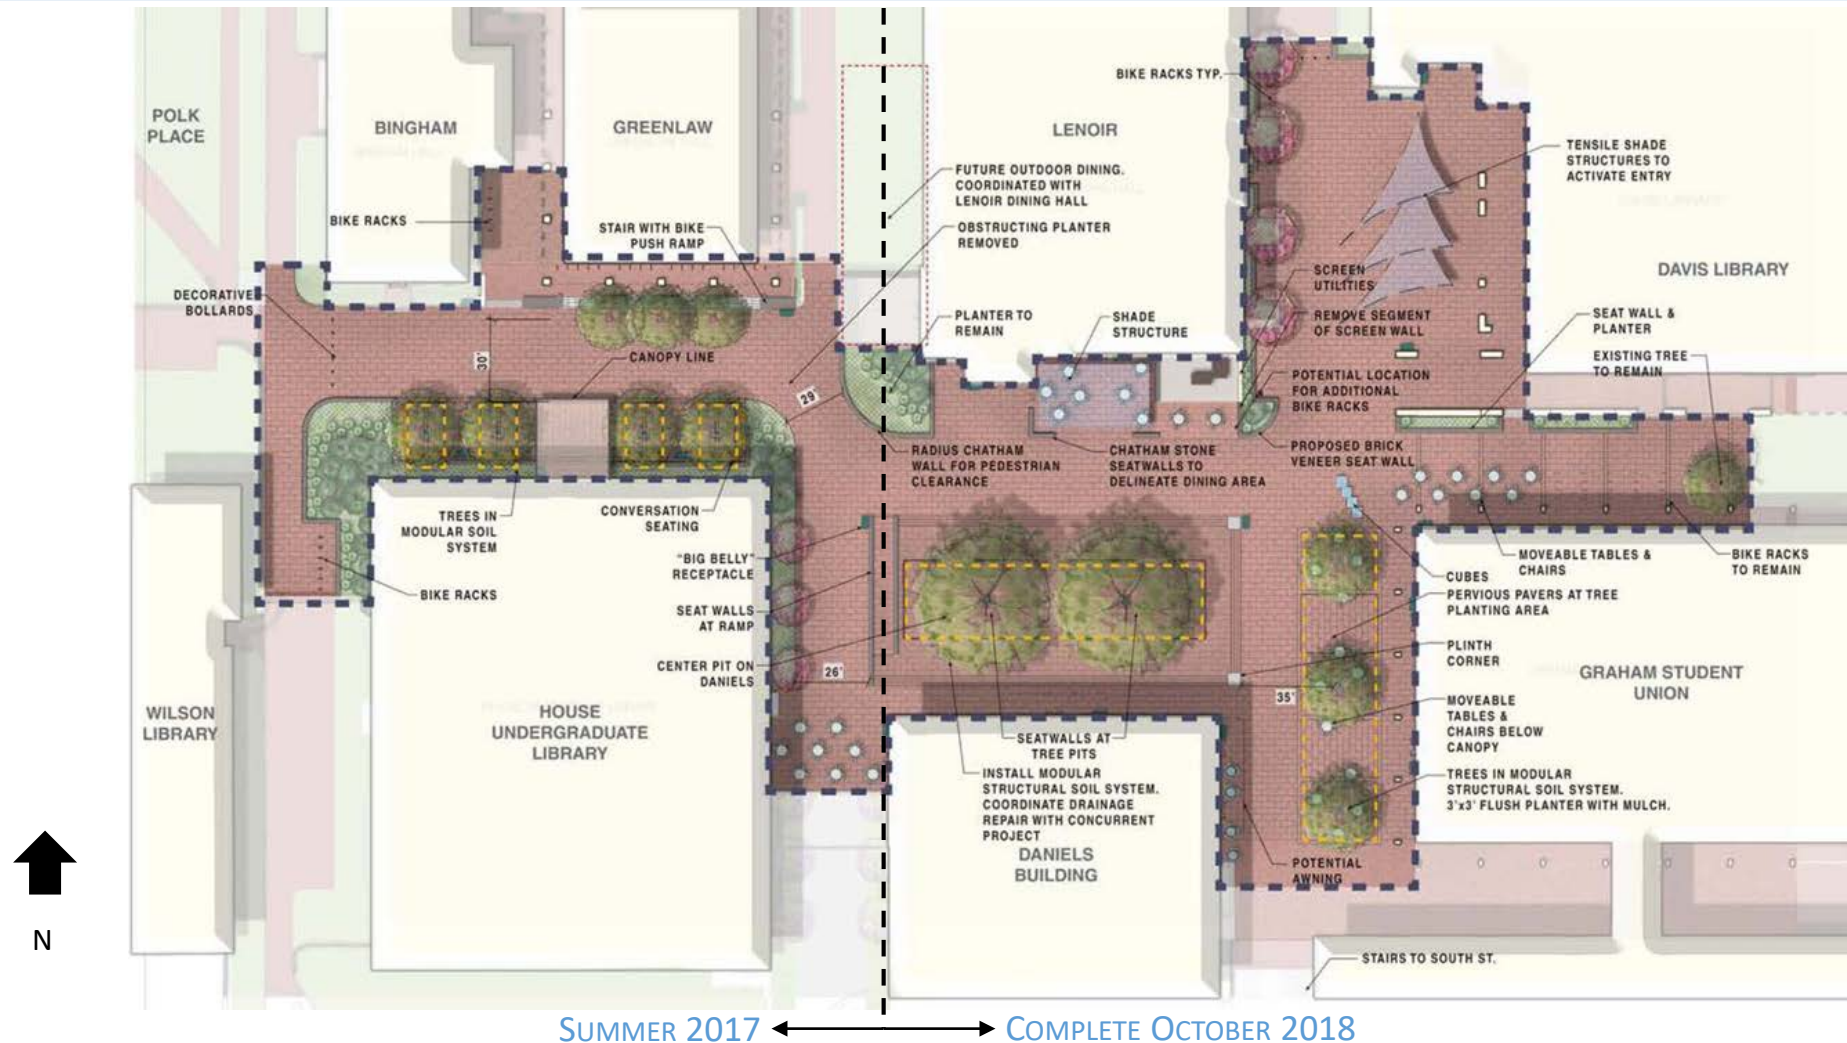 POLK
PLACE
BINGHAM
GREENLAW
LENOIR
BIKE RACKS TYP.
TENSILE SHADE
STRUCTURES TO
ACTIVATE ENTRY
FUTURE OUTDOOR DINING.
COORDINATED WITH
LENOIR DINING HALL
BIKE RACKS
STAIR WITH BIKE
PUSH RAMP
OBSTRUCTING PLANTER
REMOVED
DAVIS LIBRARY
SCREEN
UTILITIES
DECORATIVE
BOLLARDS
PLANTER TO
REMAIN
SHADE
STRUCTURE
REMOVE SEGMENT
OF SCREEN WALL
SEAT WALL &
PLANTER
30'
CANOPY LINE
EXISTING TREE
TO REMAIN
29'
POTENTIAL LOCATION
FOR ADDITIONAL
BIKE RACKS
RADIUS CHATHAM
WALL FOR PEDESTRIAN
CLEARANCE
CHATHAM STONE
SEATWALLS TO
DELINEATE DINING AREA
PROPOSED BRICK
VENEER SEAT WALL
TREES IN
MODULAR SOIL
SYSTEM
CONVERSATION
SEATING
"BIG BELLY"
RECEPTACLE
MOVEABLE TABLES &
CHAIRS
BIKE RACKS
TO REMAIN
CUBES
BIKE RACKS
PERVIOUS PAVERS AT TREE
PLANTING AREA
SEAT WALLS
AT RAMP
PLINTH
CORNER
CENTER PIT ON
DANIELS
26'
35'
GRAHAM STUDENT
UNION
WILSON
LIBRARY
HOUSE
UNDERGRADUATE
LIBRARY
MOVEABLE
TABLES &
CHAIRS BELOW
CANOPY
SEATWALLS AT
TREE PITS
INSTALL MODULAR
STRUCTURAL SOIL SYSTEM.
COORDINATE DRAINAGE
REPAIR WITH CONCURRENT
PROJECT
TREES IN MODULAR
STRUCTURAL SOIL SYSTEM.
3'x3' FLUSH PLANTER WITH MULCH.
DANIELS
BUILDING
POTENTIAL
AWNING
N
STAIRS TO SOUTH ST.
SUMMER 2017
COMPLETE OCTOBER 2018